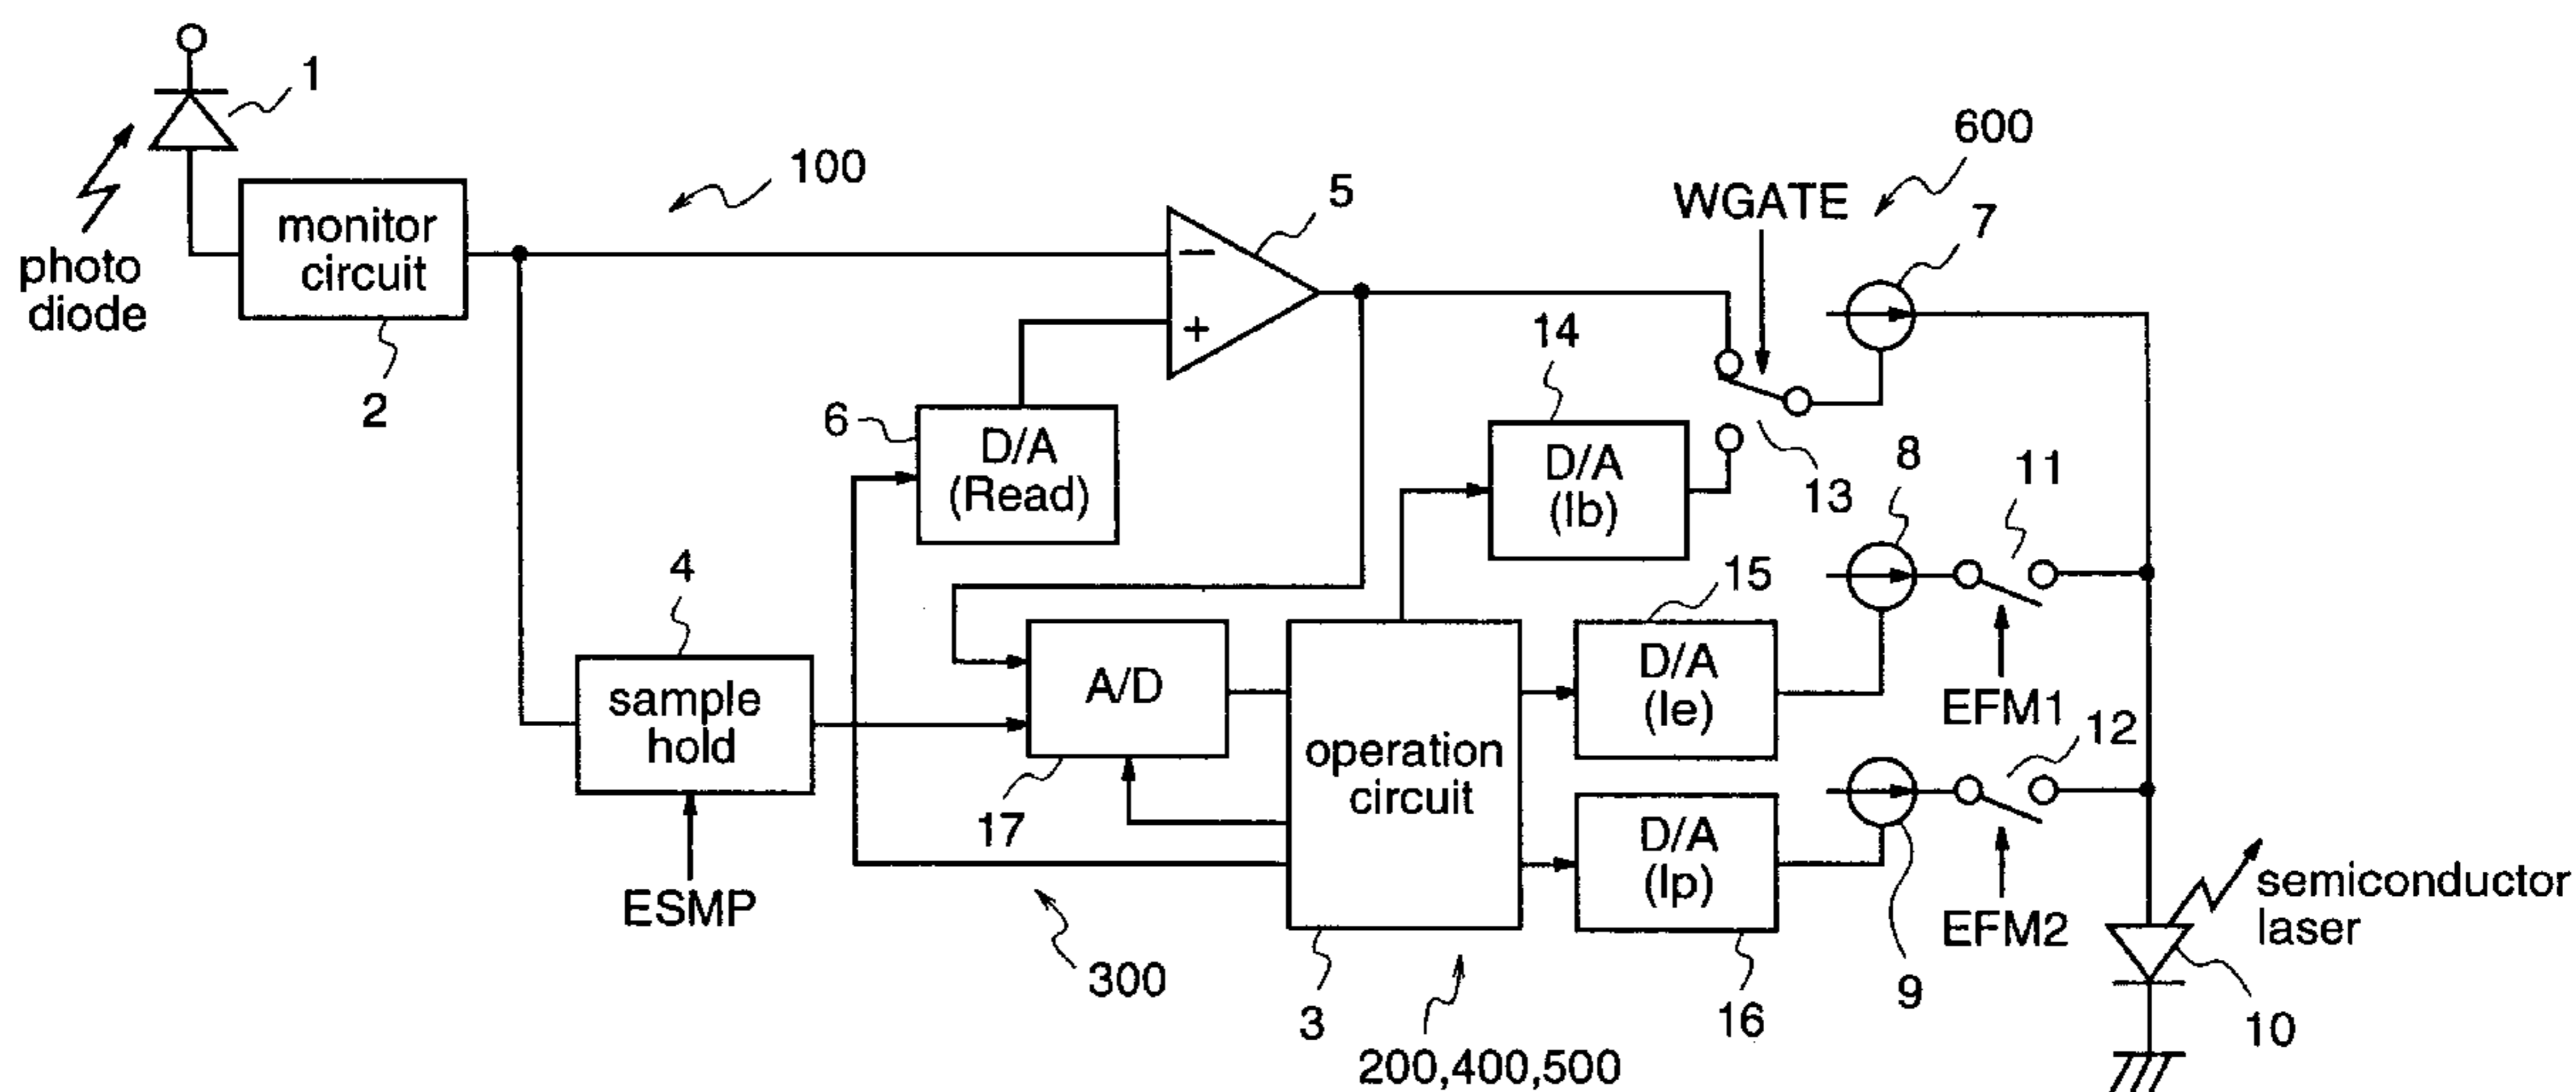 1
photo
diode
monitor
circuit
2
100
−
+
5
WGATE
600
7
6
D/A
(Read)
14
D/A
(Ib)
13
8
11
EFM1
4
sample
hold
ESMP
A/D
17
300
operation
circuit
3
200,400,500
15
D/A
(Ie)
D/A
(Ip)
16
9
12
EFM2
semiconductor
laser
10